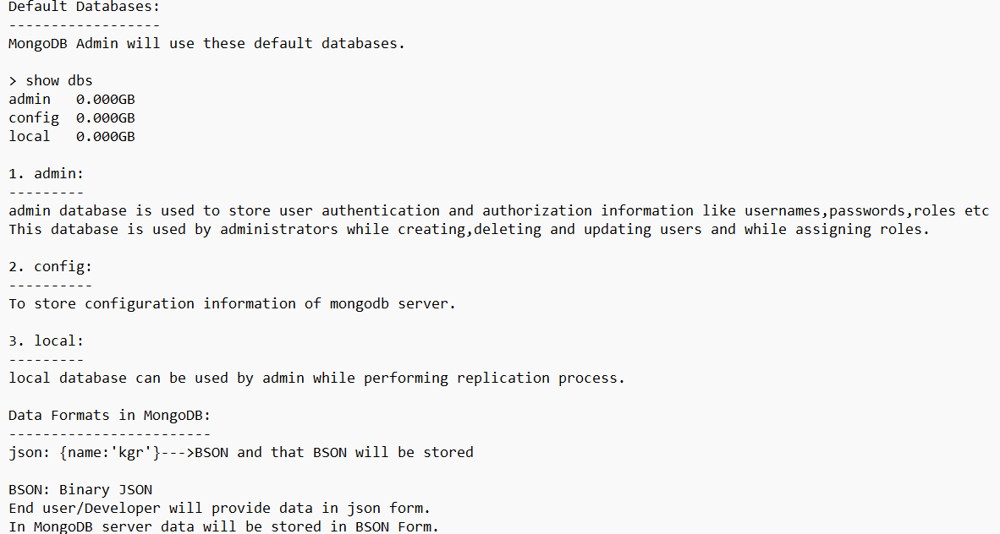 Default Databases:
------------------
MongoDB Admin will use these default databases.
> show dbs
admin   0.000GB
config  0.000GB
local   0.000GB
1. admin:
---------
admin database is used to store user authentication and authorization information like usernames,passwords,roles etc
This database is used by administrators while creating,deleting and updating users and while assigning roles.
2. config:
----------
To store configuration information of mongodb server.
3. local:
---------
local database can be used by admin while performing replication process.
Data Formats in MongoDB:
------------------------
json: {name:'kgr'}--->BSON and that BSON will be stored
BSON: Binary JSON
End user/Developer will provide data in json form.
In MongoDB server data will be stored in BSON Form.